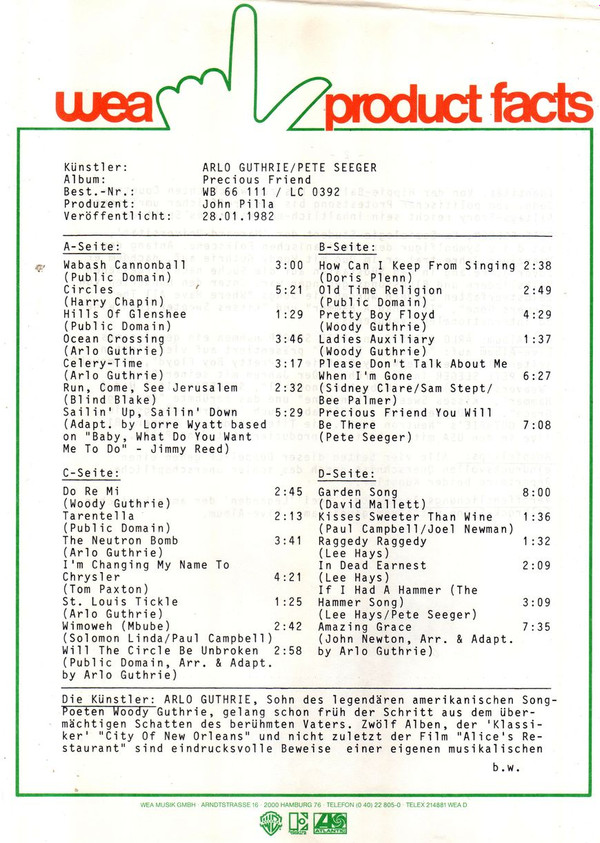 wea product facts
Künstler: ARLO GUTHRIE/PETE SEEGER
Album: Precious Friend
Best.-Nr.: WB 66 111 / LC 0392
Produzent: John Pilla
Veröffentlicht: 28.01.1982
A-Seite:
Wabash Cannonball 3:00
(Public Domain)
Circles 5:21
(Harry Chapin)
Hills Of Glenshee 1:29
(Public Domain)
Ocean Crossing 3:46
(Arlo Guthrie)
Celery-Time 3:17
(Arlo Guthrie)
Run, Come, See Jerusalem 2:32
(Blind Blake)
Sailin' Up, Sailin' Down 5:29
(Adapt. by Lorre Wyatt based
on "Baby, What Do You Want
Me To Do" - Jimmy Reed)
B-Seite:
How Can I Keep From Singing 2:38
(Doris Plenn)
Old Time Religion 2:49
(Public Domain)
Pretty Boy Floyd 4:29
(Woody Guthrie)
Ladies Auxiliary 1:37
(Woody Guthrie)
Please Don't Talk About Me
When I'm Gone 6:27
(Sidney Clare/Sam Stept/
Bee Palmer)
Precious Friend You Will
Be There 7:08
(Pete Seeger)
C-Seite:
Do Re Mi 2:45
(Woody Guthrie)
Tarentella 2:13
(Public Domain)
The Neutron Bomb 3:41
(Arlo Guthrie)
I'm Changing My Name To
Chrysler 4:21
(Tom Paxton)
St. Louis Tickle 1:25
(Arlo Guthrie)
Wimoweh (Mbube) 2:42
(Solomon Linda/Paul Campbell)
Will The Circle Be Unbroken 2:58
(Public Domain, Arr. & Adapt.
by Arlo Guthrie)
D-Seite:
Garden Song 8:00
(David Mallett)
Kisses Sweeter Than Wine 1:36
(Paul Campbell/Joel Newman)
Raggedy Raggedy 1:32
(Lee Hays)
In Dead Earnest 2:09
(Lee Hays)
If I Had A Hammer (The
Hammer Song) 3:09
(Lee Hays/Pete Seeger)
Amazing Grace 7:35
(John Newton, Arr. & Adapt.
by Arlo Guthrie)
Die Künstler: ARLO GUTHRIE, Sohn des legendären amerikanischen Song-
Poeten Woody Guthrie, gelang schon früh der Schritt aus dem über-
mächtigen Schatten des berühmten Vaters. Zwölf Alben, der 'Klassi-
ker' "City Of New Orleans" und nicht zuletzt der Film "Alice's Re-
staurant" sind eindrucksvolle Beweise einer eigenen musikalischen
b.w.
WEA MUSIK GMBH · ARNDTSTRASSE 16 · 2000 HAMBURG 76 · TELEFON (0 40) 22 805-0 · TELEX 214881 WEA D
ATLANTIC